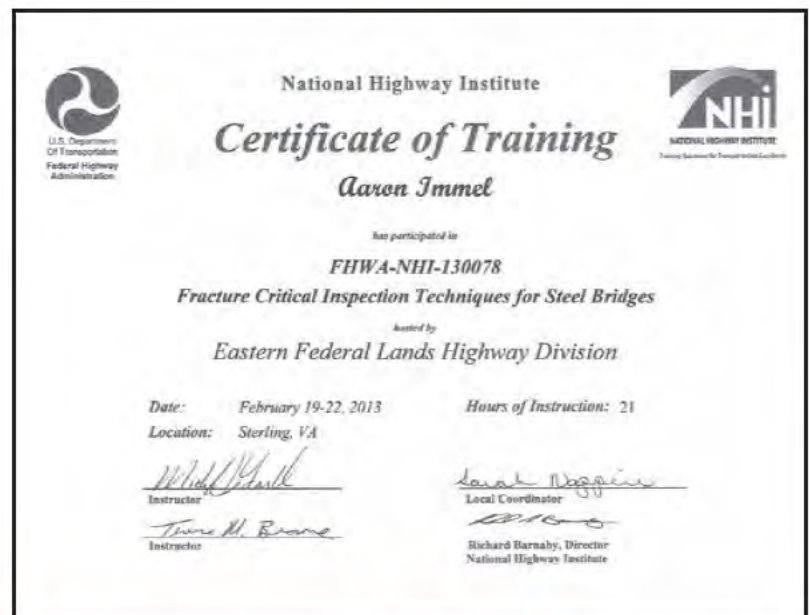 U.S. Department
Of Transportation
Federal Highway
Administration
National Highway Institute
NHi
NATIONAL HIGHWAY INSTITUTE
Certificate of Training
Aaron Immel
has participated in
FHWA-NHI-130078
Fracture Critical Inspection Techniques for Steel Bridges
hosted by
Eastern Federal Lands Highway Division
Date: February 19-22, 2013
Hours of Instruction: 21
Location: Sterling, VA
Instructor
Sarah
Local Coordinator
Instructor
Richard Barnaby, Director
National Highway Institute